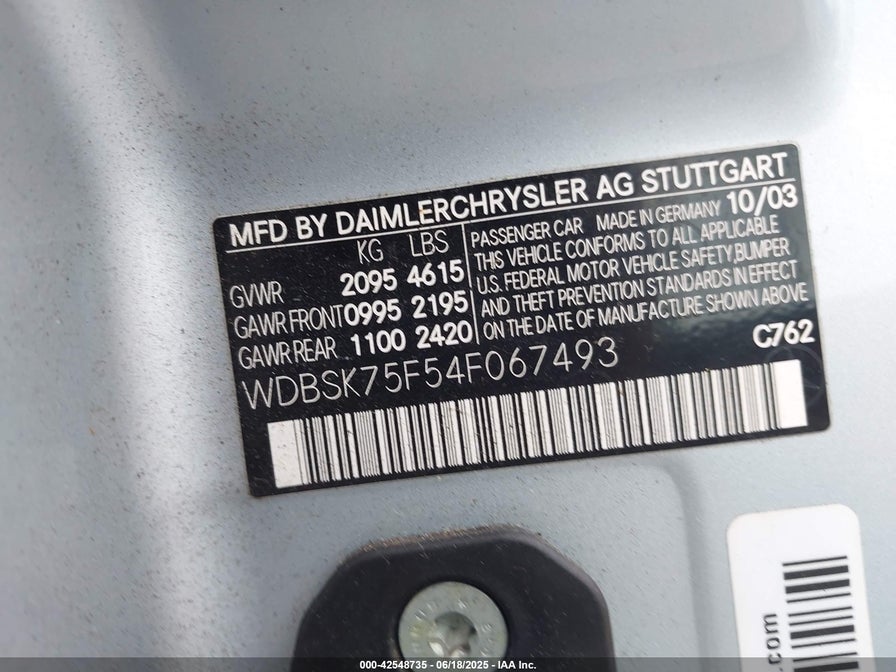 MFD BY DAIMLERCHRYSLER AG STUTTGART
KG LBS
GVWR 2095 4615
GAWR FRONT 0995 2195
GAWR REAR 1100 2420
PASSENGER CAR MADE IN GERMANY 10/03
THIS VEHICLE CONFORMS TO ALL APPLICABLE
U.S. FEDERAL MOTOR VEHICLE SAFETY,BUMPER
AND THEFT PREVENTION STANDARDS IN EFFECT
ON THE DATE OF MANUFACTURE SHOWN ABOVE
C762
WDBSK75F54F067493
.com
000-42548735 - 06/18/2025 - IAA Inc.